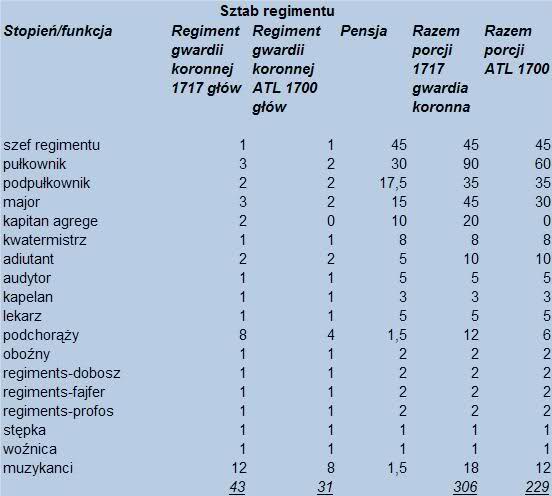 Sztab regimentu
Stopień/funkcja Regiment Regiment Pensja Razem Razem
gwardii gwardii porcji porcji
koronnej koronnej 1717 ATL 1700
1717 głów ATL 1700 gwardia
głów koronna
szef regimentu 1 1 45 45 45
pułkownik 3 2 30 90 60
podpułkownik 2 2 17,5 35 35
major 3 2 15 45 30
kapitan agrege 2 0 10 20 0
kwatermistrz 1 1 8 8 8
adiutant 2 2 5 10 10
audytor 1 1 5 5 5
kapelan 1 1 3 3 3
lekarz 1 1 5 5 5
podchorąży 8 4 1,5 12 6
oboźny 1 1 2 2 2
regiments-dobosz 1 1 2 2 2
regiments-fajfer 1 1 2 2 2
regiments-profos 1 1 2 2 2
stępka 1 1 1 1 1
woźnica 1 1 1 1 1
muzykanci 12 8 1,5 18 12
43 31 306 229